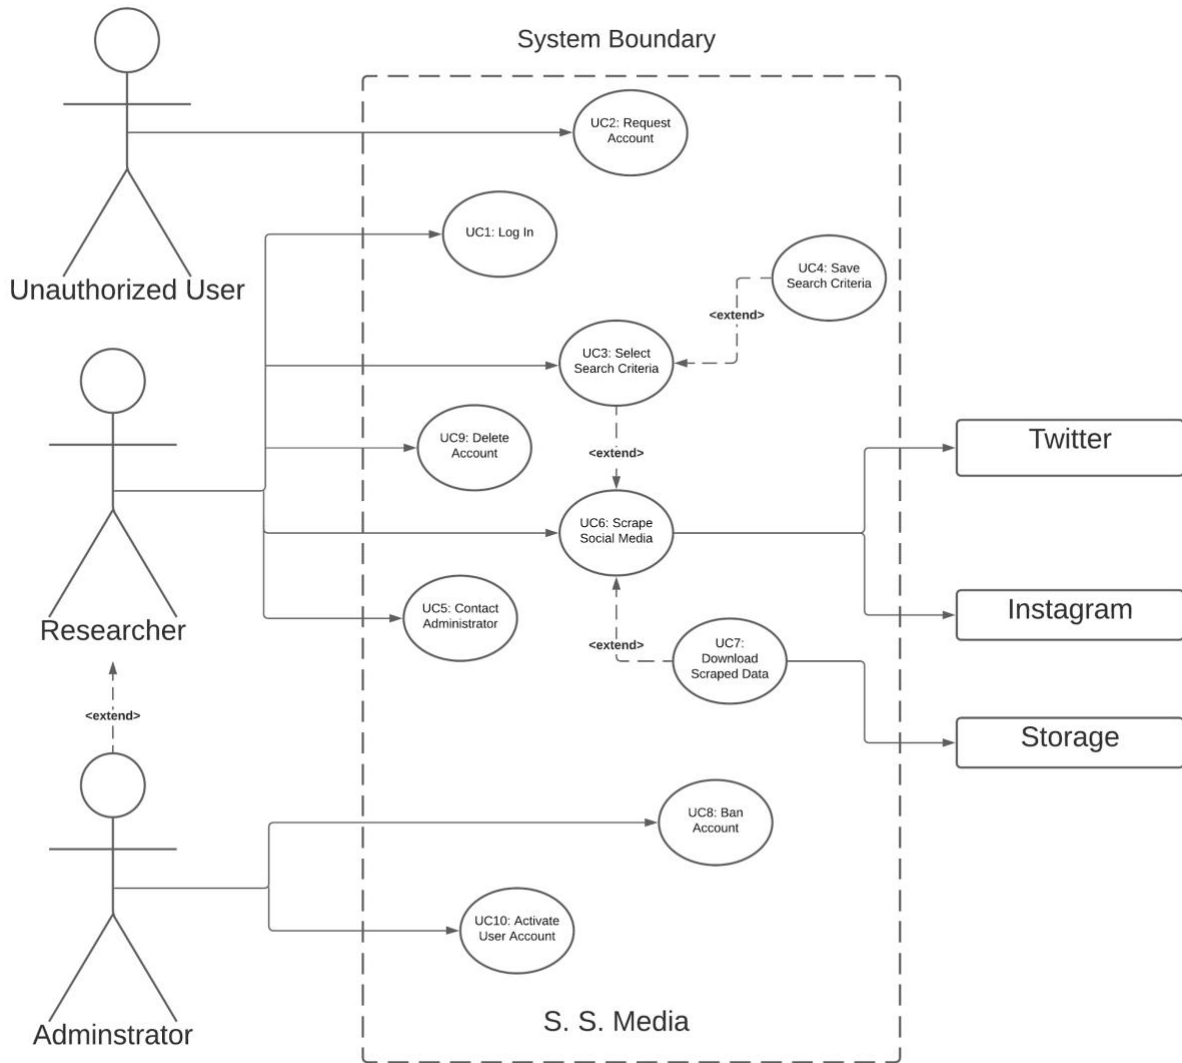 System Boundary
UC2: Request
Account
UC1: Log In
Unauthorized User
UC4: Save
Search Criteria
<extend>
UC3: Select
Search Criteria
UC9: Delete
Account
<extend>
Twitter
UC6: Scrape
Social Media
UC5: Contact
Administrator
Researcher
<extend>
UC7:
Download
Scraped Data
Instagram
<extend>
Storage
UC8: Ban
Account
UC10: Activate
User Account
S. S. Media
Adminstrator